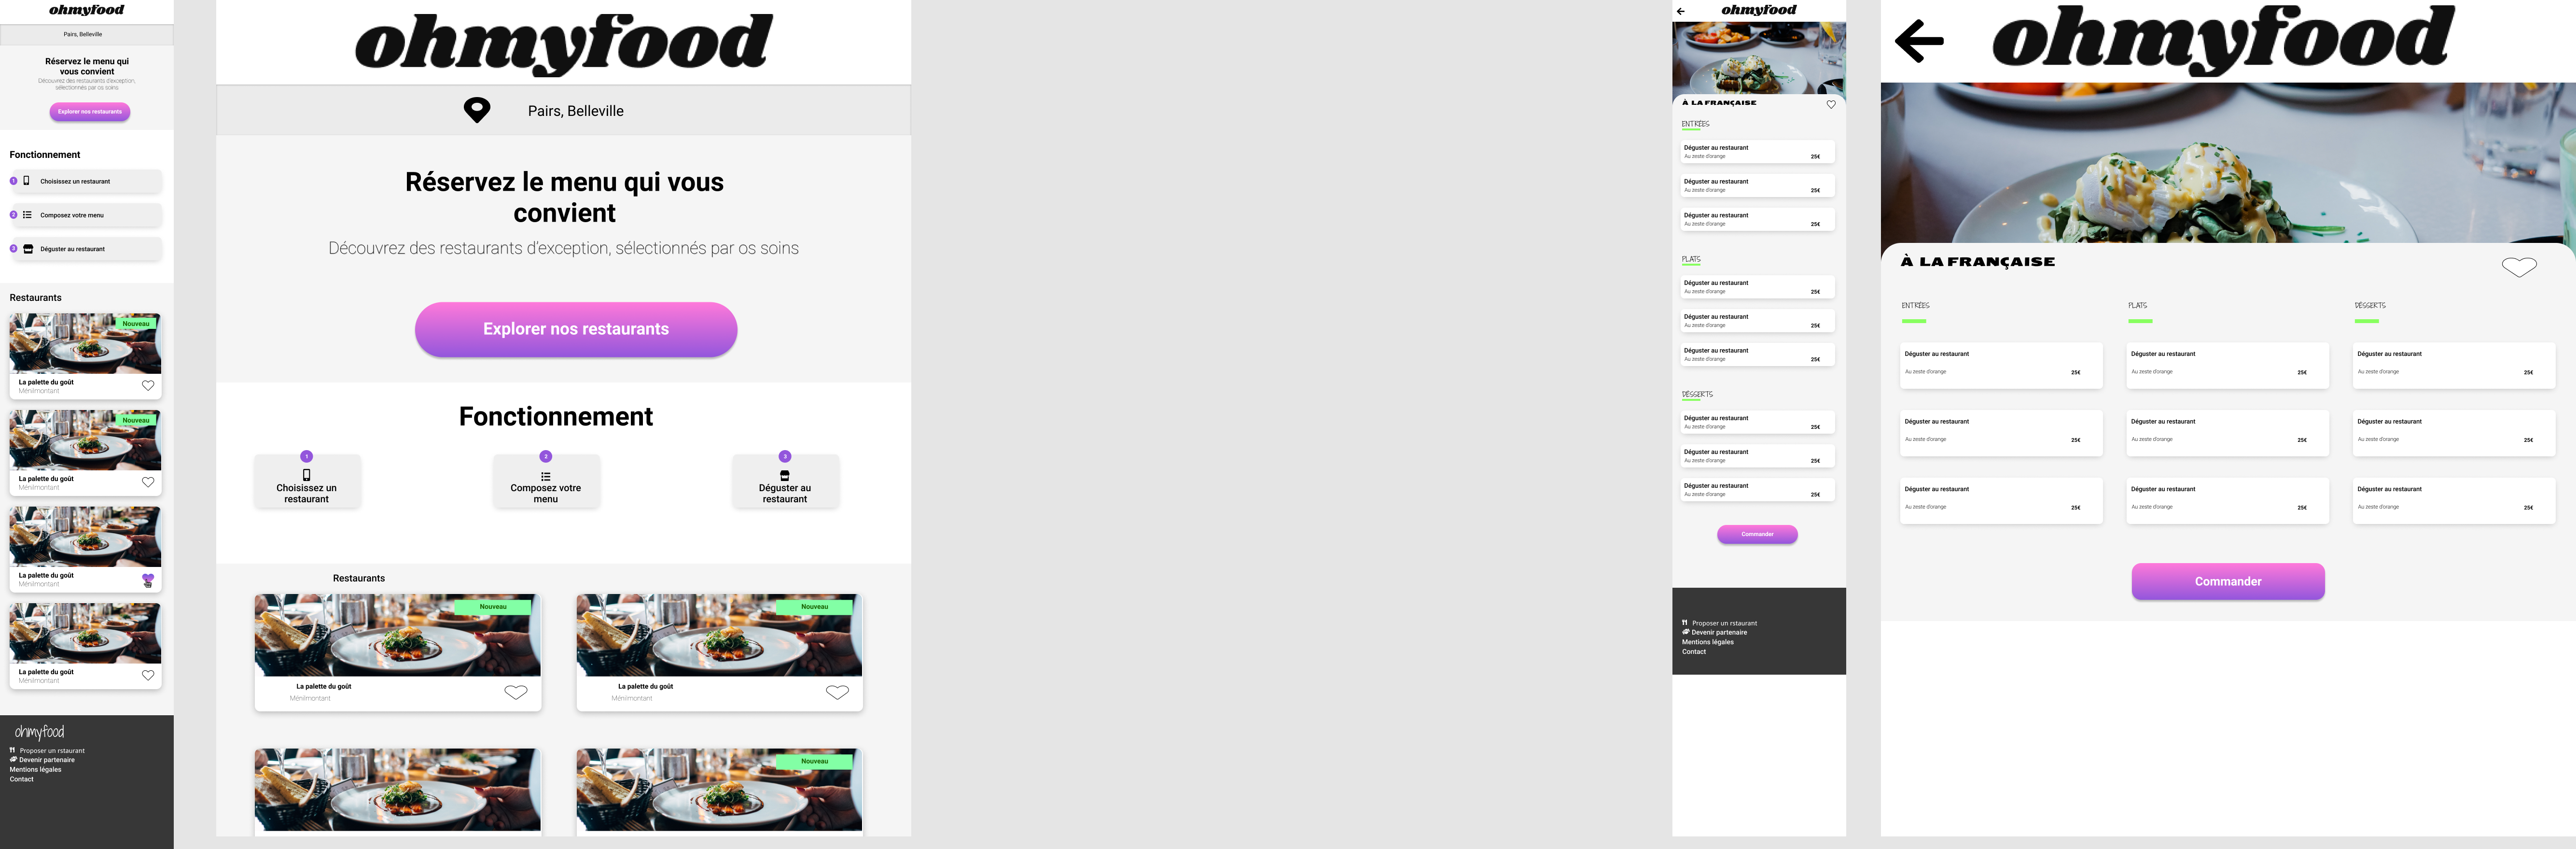 ohmyfood
Pairs, Belleville
Réservez le menu qui
vous convient
Découvrez des restaurants d'exception,
sélectionnés par os soins
Explorer nos restaurants
Fonctionnement
1 Choisissez un restaurant
2 Composez votre menu
3 Déguster au restaurant
Restaurants
Nouveau
La palette du goût
Ménilmontant
Nouveau
La palette du goût
Ménilmontant
La palette du goût
Ménilmontant
La palette du goût
Ménilmontant
ohmyfood
Proposer un rstaurant
Devenir partenaire
Mentions légales
Contact
ohmyfood
Pairs, Belleville
Réservez le menu qui vous
convient
Découvrez des restaurants d'exception, sélectionnés par os soins
Explorer nos restaurants
Fonctionnement
1 2 3
Choisissez un Composez votre Déguster au
restaurant menu restaurant
Restaurants
Nouveau Nouveau
La palette du goût La palette du goût
Ménilmontant Ménilmontant
Nouveau
ohmyfood
À LA FRANÇAISE
ENTRÉES
Déguster au restaurant
Au zeste d'orange 25€
Déguster au restaurant
Au zeste d'orange 25€
Déguster au restaurant
Au zeste d'orange 25€
PLATS
Déguster au restaurant
Au zeste d'orange 25€
Déguster au restaurant
Au zeste d'orange 25€
Déguster au restaurant
Au zeste d'orange 25€
DÉSSERTS
Déguster au restaurant
Au zeste d'orange 25€
Déguster au restaurant
Au zeste d'orange 25€
Déguster au restaurant
Au zeste d'orange 25€
Commander
Proposer un rstaurant
Devenir partenaire
Mentions légales
Contact
ohmyfood
À LA FRANÇAISE
ENTRÉES PLATS DÉSSERTS
Déguster au restaurant Déguster au restaurant Déguster au restaurant
Au zeste d'orange 25€ Au zeste d'orange 25€ Au zeste d'orange 25€
Déguster au restaurant Déguster au restaurant Déguster au restaurant
Au zeste d'orange 25€ Au zeste d'orange 25€ Au zeste d'orange 25€
Déguster au restaurant Déguster au restaurant Déguster au restaurant
Au zeste d'orange 25€ Au zeste d'orange 25€ Au zeste d'orange 25€
Commander